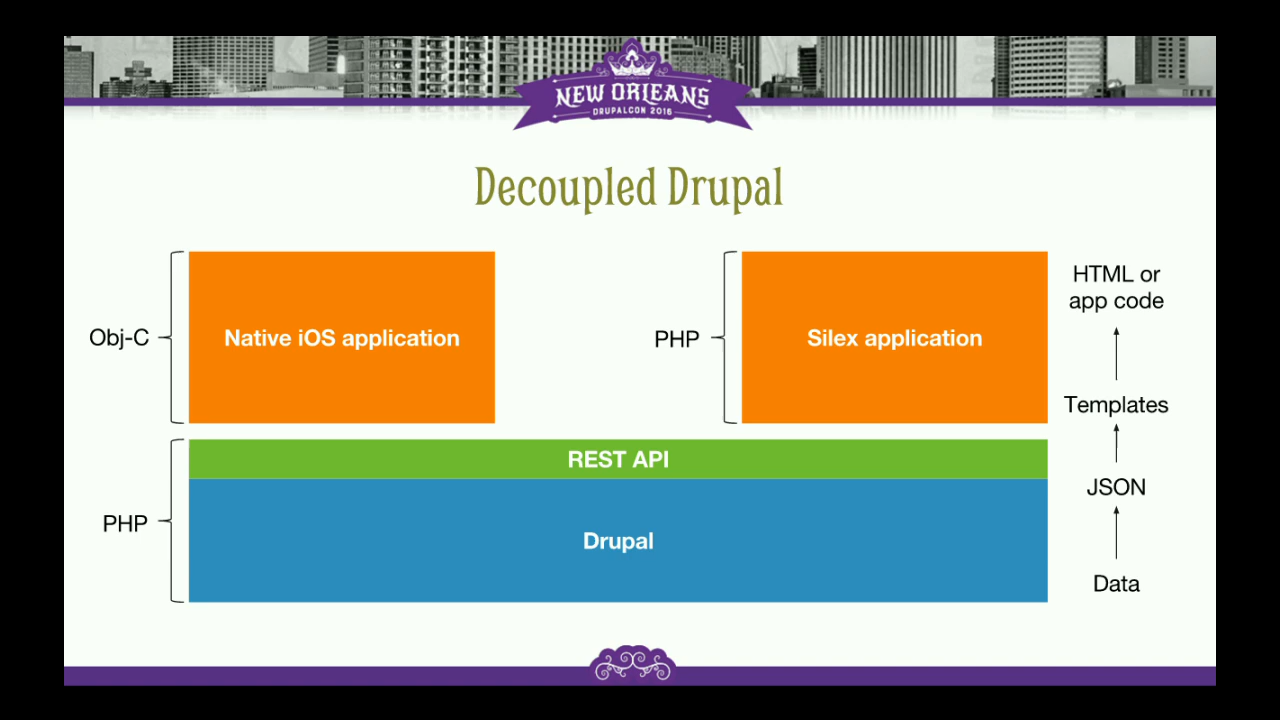 NEW ORLEANS
DRUPALCON 2016
Decoupled Drupal
Obj-C
Native iOS application
PHP
Silex application
HTML or
app code
Templates
REST API
JSON
PHP
Drupal
Data